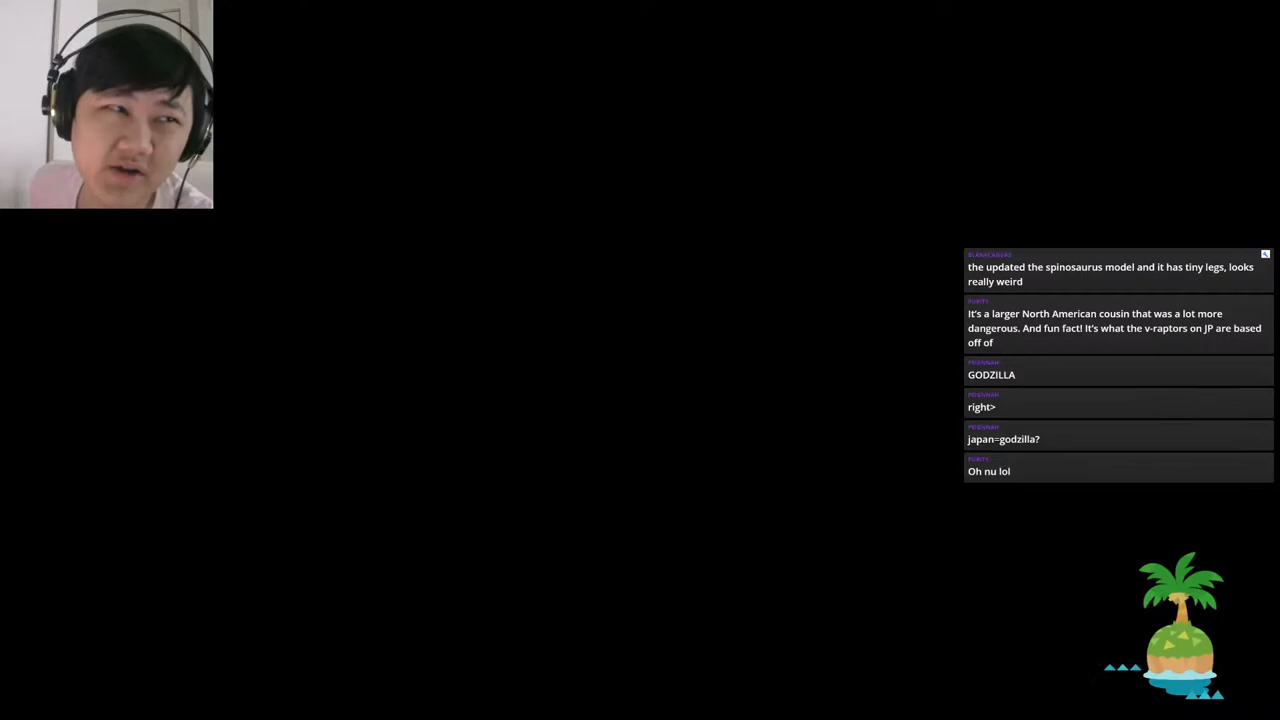 the updated the spinosaurus model and it has tiny legs, looks
really weird
PURITY
It's a larger North American cousin that was a lot more
dangerous. And fun fact! It's what the v-raptors on JP are based
off of
GODZILLA
right>
japan=godzilla?
PURITY
Oh nu lol